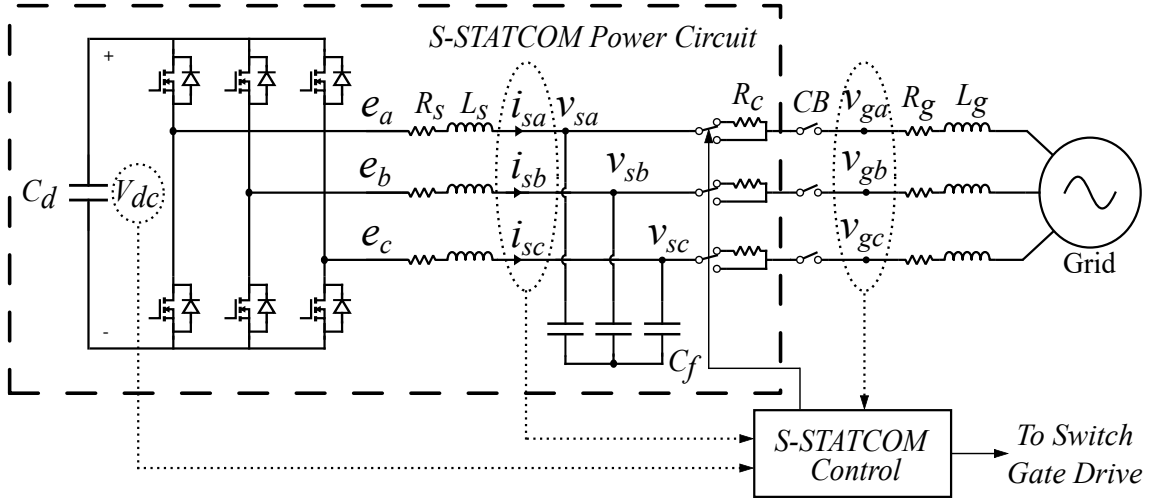 S-STATCOM Power Circuit
+
-
C_d
V_dc
e_a
e_b
e_c
R_s
L_s
i_sa
i_sb
i_sc
v_sa
v_sb
v_sc
C_f
R_c
CB
v_ga
v_gb
v_gc
R_g
L_g
Grid
S-STATCOM
Control
To Switch
Gate Drive